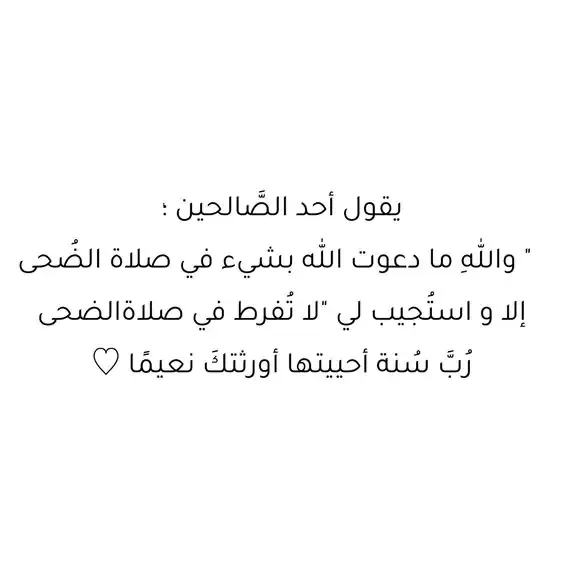 يقول أحد الصَّالحين ؛
" واللهِ ما دعوت الله بشيء في صلاة الضُحى
إلا و استُجيب لي "لا تُفرط في صلاةالضحى
رُبَّ سُنة أحييتها أورثتكَ نعيمًا ♡